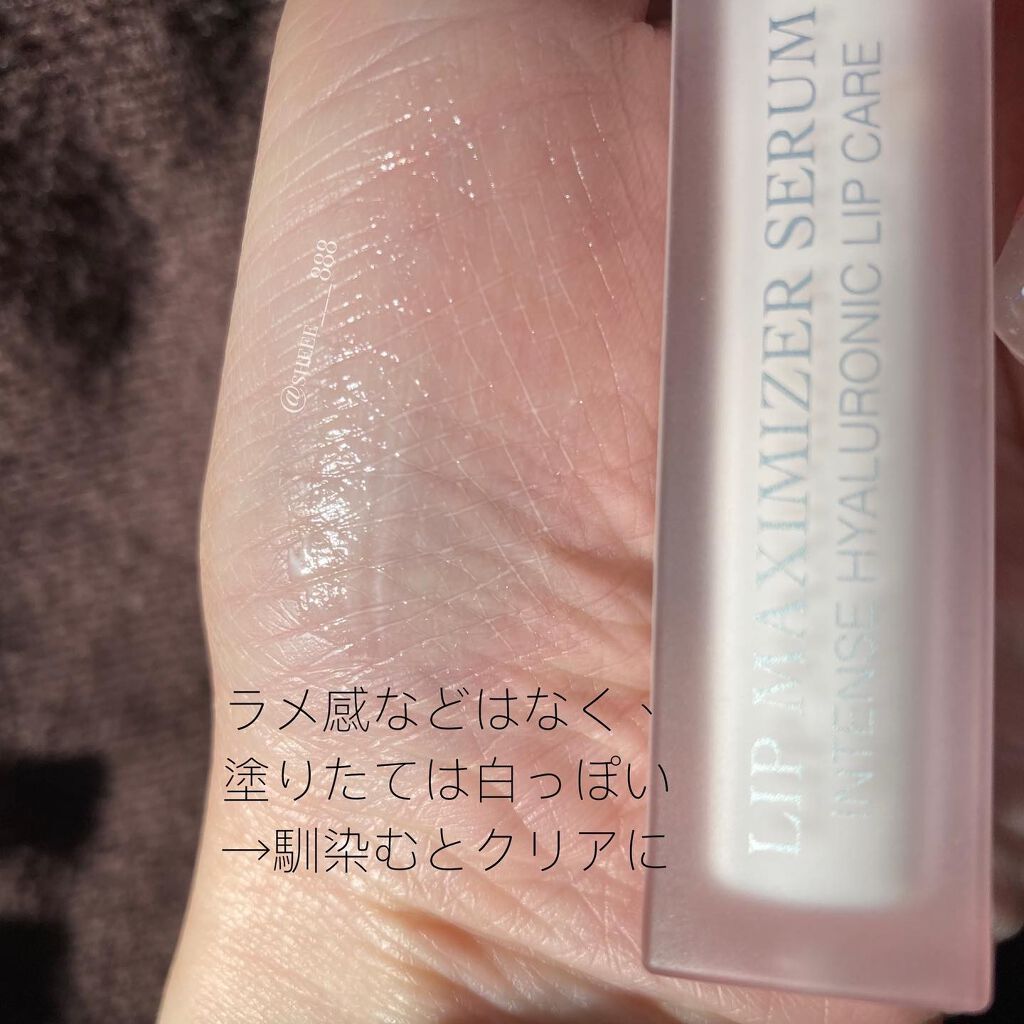 LIP MAXIMIZER SERUM
INTENSE HYALURONIC LIP CARE
@SHEEE___888
ラメ感などはなく、
塗りたては白っぽい
→馴染むとクリアに